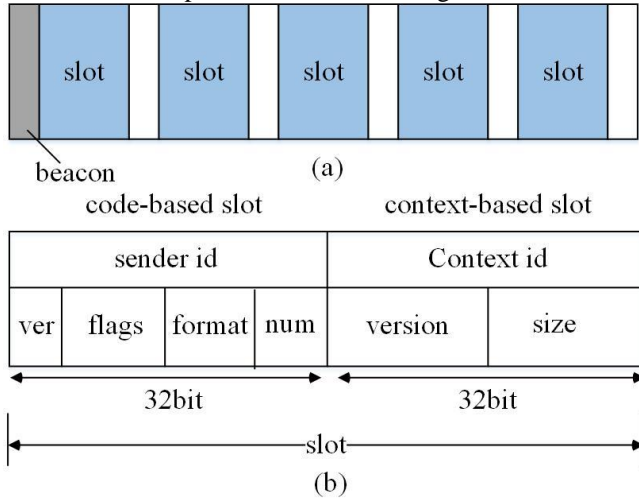 slot slot slot slot slot
beacon
(a)
code-based slot context-based slot
sender id Context id
ver flags format num version size
32bit 32bit
slot
(b)